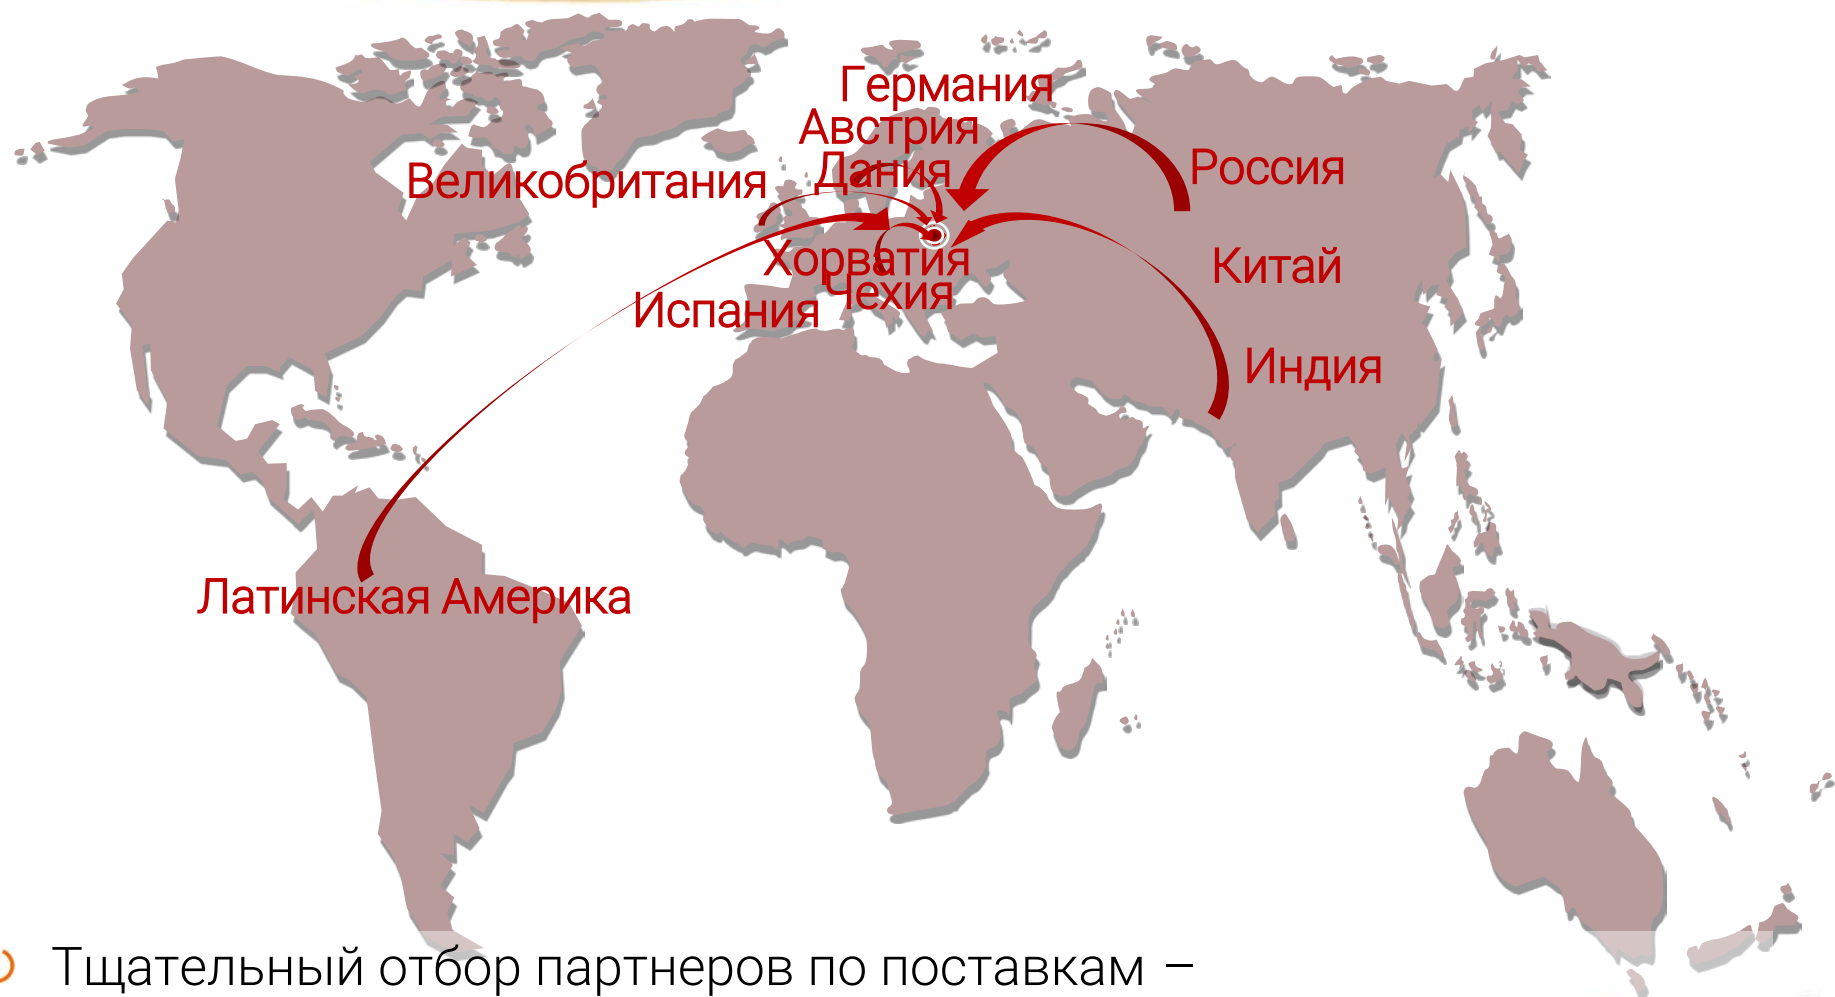 Германия
Австрия
Дания
Великобритания
Россия
Хорватия
Чехия
Испания
Китай
Индия
Латинская Америка
Тщательный отбор партнеров по поставкам –